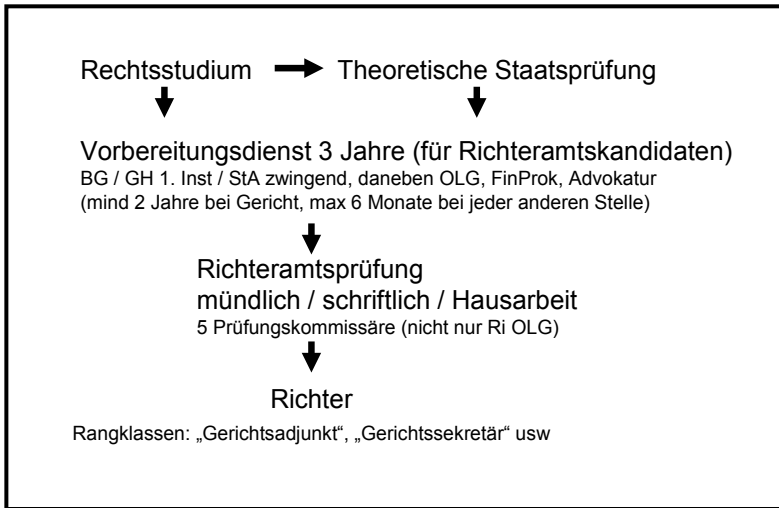 Rechtsstudium Theoretische Staatsprüfung
Vorbereitungsdienst 3 Jahre (für Richteramtskandidaten)
BG / GH 1. Inst / StA zwingend, daneben OLG, FinProk, Advokatur
(mind 2 Jahre bei Gericht, max 6 Monate bei jeder anderen Stelle)
Richteramtsprüfung
mündlich / schriftlich / Hausarbeit
5 Prüfungskommissäre (nicht nur Ri OLG)
Richter
Rangklassen: „Gerichtsadjunkt“, „Gerichtssekretär“ usw